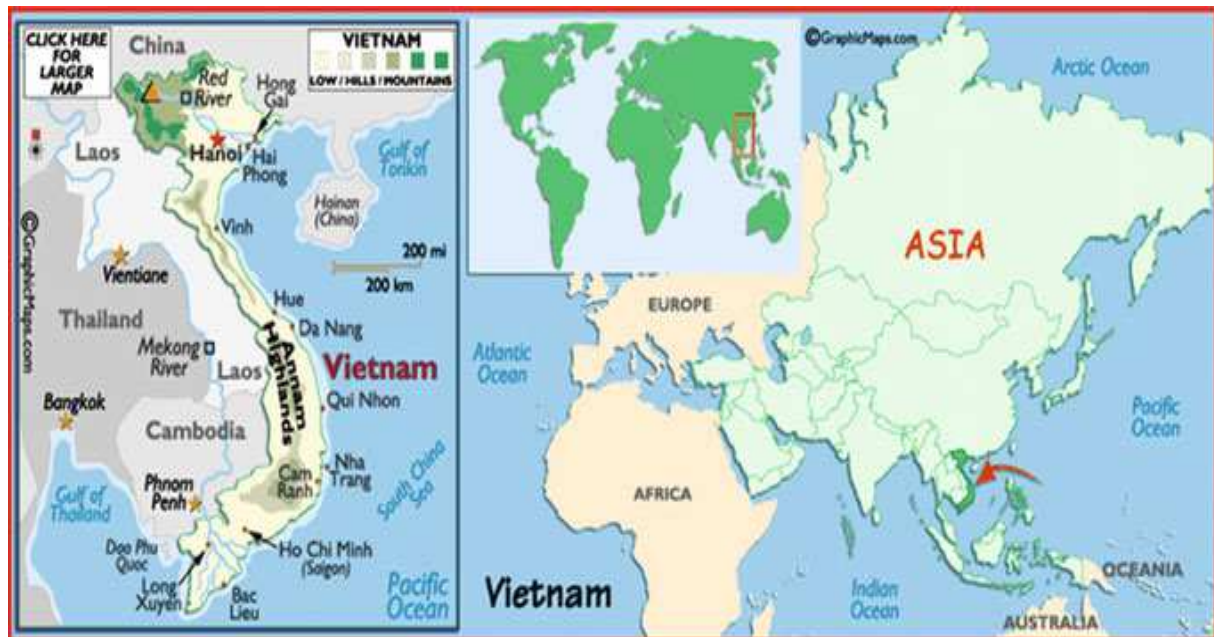 CLICK HERE
FOR
LARGER
MAP
China
VIETNAM
LOW / HILLS / MOUNTAINS
Red
River
Hong
Gai
Laos
Hanoi
Hai
Phong
Gulf of
Tonkin
Hainan
(China)
Vinh
200 mi
200 km
©GraphicMaps.com
Vientiane
Thailand
Hue
Da Nang
Mekong
River
Laos
Annam
Highlands
Vietnam
Bangkok
Qui Nhon
Cambodia
Nha
Trang
Cam
Ranh
South China
Sea
Phnom
Penh
Gulf of
Thailand
Dao Phu
Quoc
Ho Chi Minh
(Saigon)
Long
Xuyen
Bac
Lieu
Pacific
Ocean
©GraphicMaps.com
Arctic Ocean
ASIA
EUROPE
Atlantic
Ocean
Pacific
Ocean
AFRICA
Indian
Ocean
OCEANIA
AUSTRALIA
Vietnam